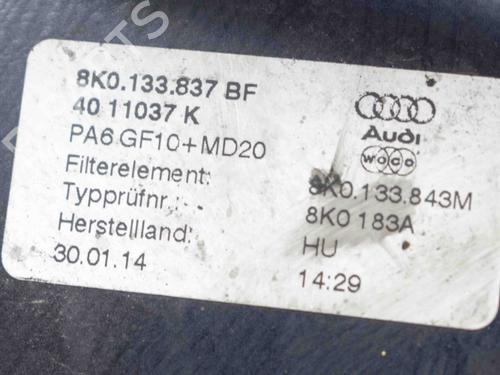 8K0.133.837 BF
40 11037 K
PA6.GF10+MD20
Audi
woco
Filterelement: 8K0.133.843M
Typprüfnr.: 8K0 183A
Herstellland: HU
30.01.14 14:29